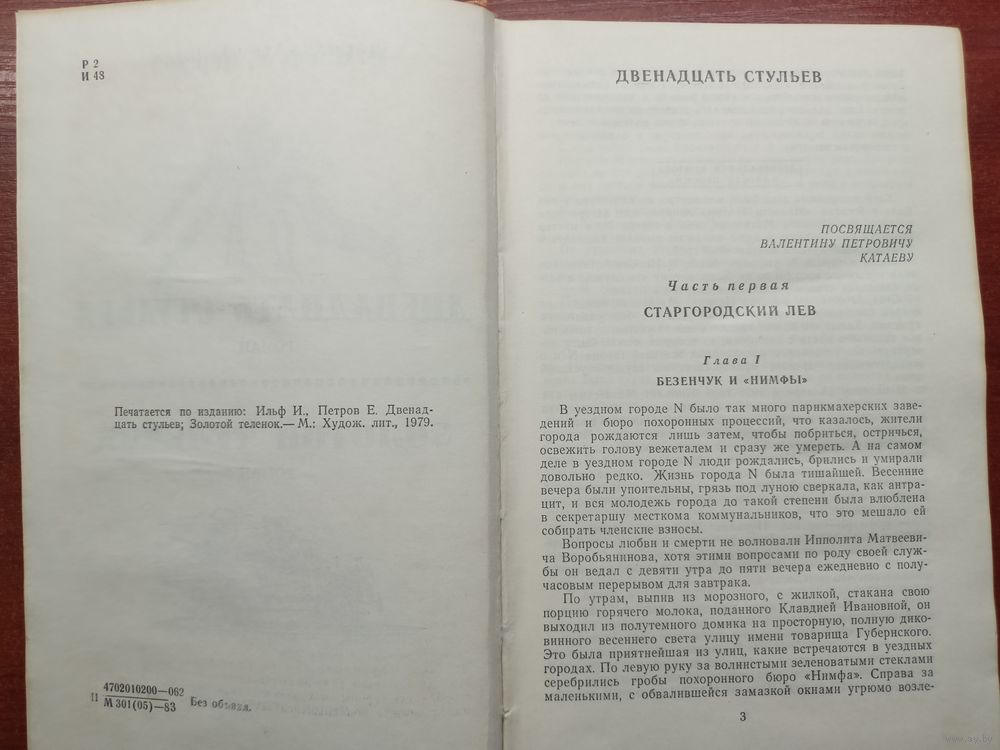 Р 2
И 48
Печатается по изданию: Ильф И., Петров Е. Двенад-
цать стульев; Золотой теленок.— М.: Худож. лит., 1979.
П 4702010200—062
М 301(05)—83 Без объявл.
ДВЕНАДЦАТЬ СТУЛЬЕВ
ПОСВЯЩАЕТСЯ
ВАЛЕНТИНУ ПЕТРОВИЧУ
КАТАЕВУ
Часть первая
СТАРГОРОДСКИЙ ЛЕВ
Глава I
БЕЗЕНЧУК И «НИМФЫ»
В уездном городе N было так много парикмахерских заве-
дений и бюро похоронных процессий, что казалось, жители
города рождаются лишь затем, чтобы побриться, остричься,
освежить голову вежеталем и сразу же умереть. А на самом
деле в уездном городе N люди рождались, брились и умирали
довольно редко. Жизнь города N была тишайшей. Весенние
вечера были упоительны, грязь под луною сверкала, как антра-
цит, и вся молодежь города до такой степени была влюблена
в секретаршу месткома коммунальников, что это мешало ей
собирать членские взносы.
Вопросы любви и смерти не волновали Ипполита Матвееви-
ча Воробьянинова, хотя этими вопросами по роду своей служ-
бы он ведал с девяти утра до пяти вечера ежедневно с полу-
часовым перерывом для завтрака.
По утрам, выпив из морозного, с жилкой, стакана свою
порцию горячего молока, поданного Клавдией Ивановной, он
выходил из полутемного домика на просторную, полную дико-
винного весеннего света улицу имени товарища Губернского.
Это была приятнейшая из улиц, какие встречаются в уездных
городах. По левую руку за волнистыми зеленоватыми стеклами
серебрились гробы похоронного бюро «Нимфа». Справа за
маленькими, с обвалившейся замазкой окнами угрюмо возле-
3
www.ay.by